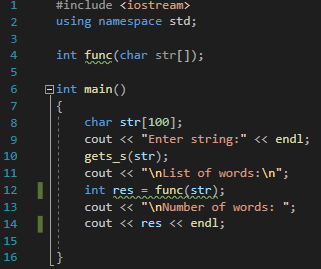 1 #include <iostream>
2 using namespace std;
3
4 int func(char str[]);
5
6 int main()
7 {
8 char str[100];
9 cout << "Enter string:" << endl;
10 gets_s(str);
11 cout << "\nList of words:\n";
12 int res = func(str);
13 cout << "\nNumber of words: ";
14 cout << res << endl;
15
16 }